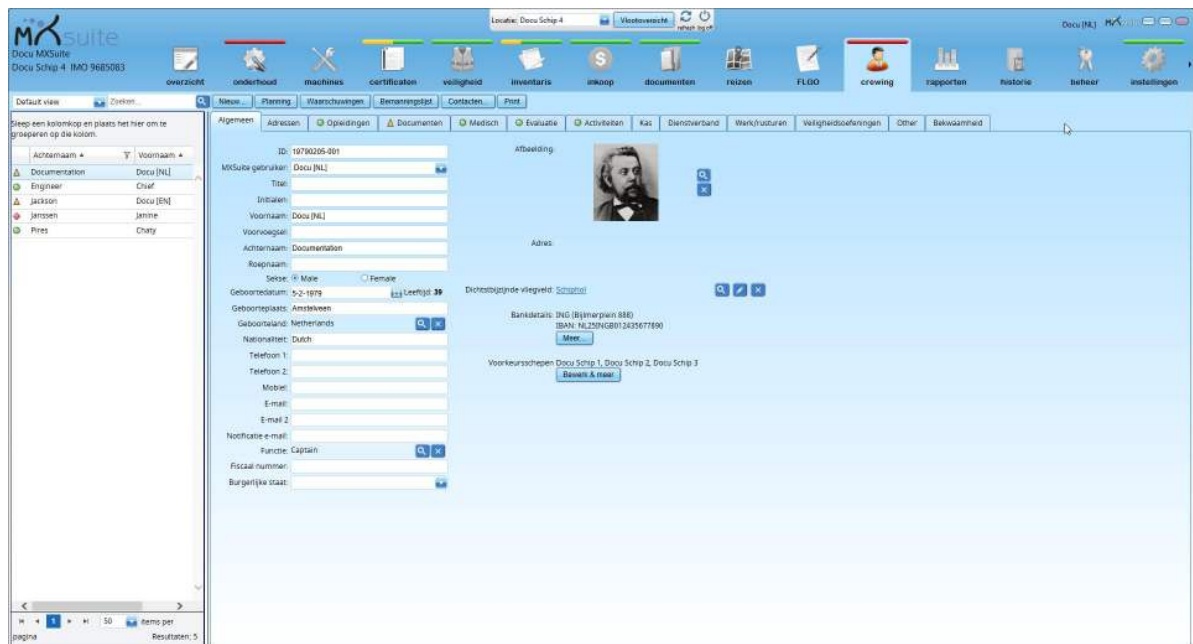 MXsuite
Docu MXSuite
Docu Schip 4 IMO 9685083
Locatie: Docu Schip 4
Vlootoverzicht
refresh log off
Docu [NL]
overzicht
onderhoud
machines
certificaten
veiligheid
inventaris
inkoop
documenten
reizen
FLGO
crewing
rapporten
historie
beheer
instellingen
Default view
Zoeken...
Nieuw...
Planning
Waarschuwingen
Bemanningslijst
Contacten...
Print
Sleep een kolomkop en plaats het hier om te
groeperen op die kolom.
Achternaam
Voornaam
Documentation Docu [NL]
Engineer Chief
Jackson Docu [EN]
Janssen Janine
Pires Chaty
Algemeen
Adressen
Opleidingen
Documenten
Medisch
Evaluatie
Activiteiten
Kas
Dienstverband
Werk/rusturen
Veiligheidsoefeningen
Other
Bekwaamheid
ID: 19790205-001
MXSuite gebruiker: Docu [NL]
Titel:
Initialen:
Voornaam: Docu [NL]
Voorvoegsel:
Achternaam: Documentation
Roepnaam:
Sekse: Male Female
Geboortedatum: 5-2-1979 Leeftijd: 39
Geboorteplaats: Amstelveen
Geboorteland: Netherlands
Nationaliteit: Dutch
Telefoon 1:
Telefoon 2:
Mobiel:
E-mail:
E-mail 2
Notificatie e-mail:
Functie: Captain
Fiscaal nummer:
Burgerlijke staat:
Afbeelding:
Adres:
Dichtstbijzijnde vliegveld: Schiphol
Bankdetails: ING (Bijlmerplein 888)
IBAN: NL25INGB012435677890
Meer...
Voorkeursschepen Docu Schip 1, Docu Schip 2, Docu Schip 3
Bewerk & meer
1
50
items per
pagina
Resultaten: 5